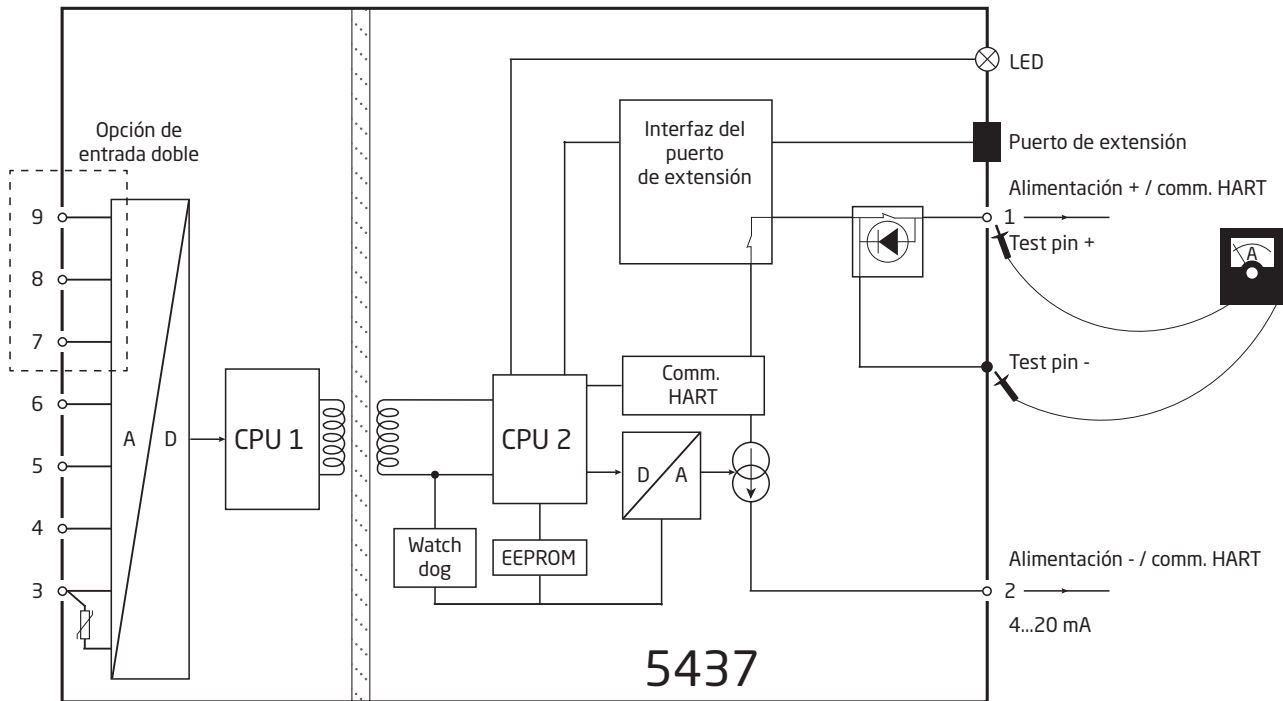 LED
Opción de
entrada doble
Interfaz del
puerto
de extensión
Puerto de extensión
Alimentación + / comm. HART
9
1
Test pin +
A
8
7
Test pin -
Comm.
HART
6
A
D
CPU 1
CPU 2
5
D
A
4
Watch
dog
EEPROM
Alimentación - / comm. HART
3
2
4...20 mA
5437